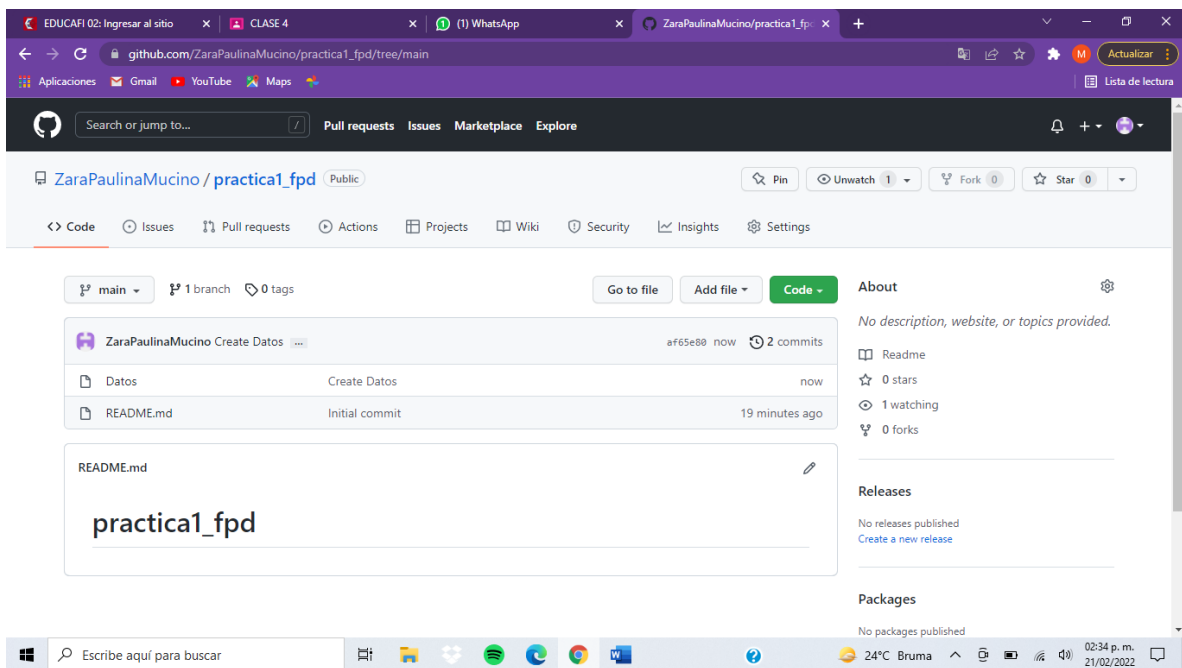 EDUCAFI 02: Ingresar al sitio
CLASE 4
(1) WhatsApp
ZaraPaulinaMucino/practica1_fpd
github.com/ZaraPaulinaMucino/practica1_fpd/tree/main
M
Actualizar
Aplicaciones Gmail YouTube Maps
Lista de lectura
Search or jump to... /
Pull requests Issues Marketplace Explore
ZaraPaulinaMucino / practica1_fpd Public
Pin Unwatch 1 Fork 0 Star 0
Code Issues Pull requests Actions Projects Wiki Security Insights Settings
main 1 branch 0 tags
Go to file Add file Code
ZaraPaulinaMucino Create Datos ... af65e80 now 2 commits
Datos Create Datos now
README.md Initial commit 19 minutes ago
README.md
practica1_fpd
About
No description, website, or topics provided.
Readme
0 stars
1 watching
0 forks
Releases
No releases published
Create a new release
Packages
No packages published
Escribe aquí para buscar
24°C Bruma
02:34 p. m.
21/02/2022